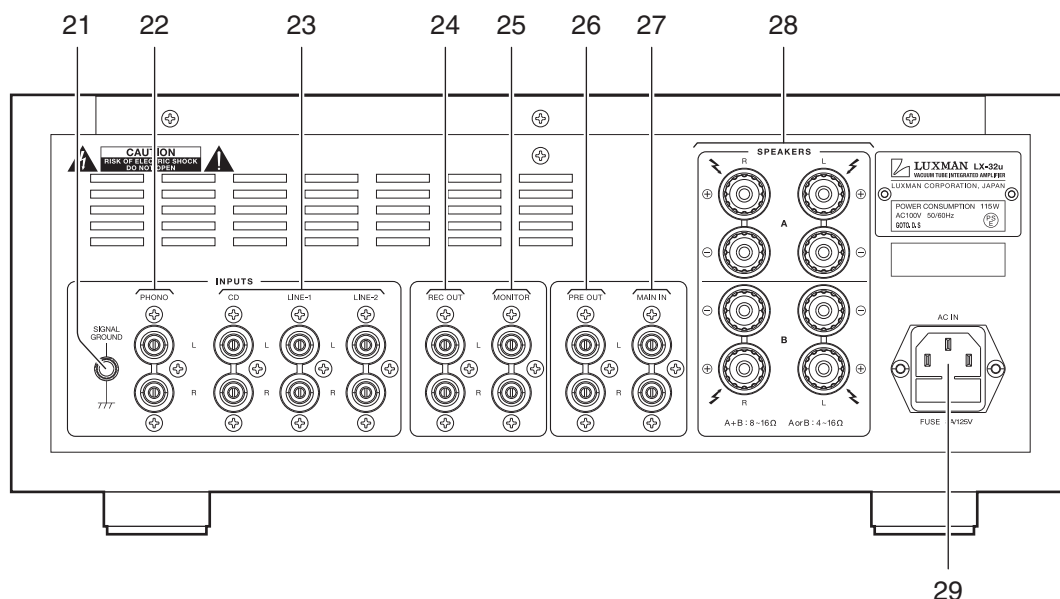 21 22 23 24 25 26 27 28
CAUTION
RISK OF ELECTRIC SHOCK
DO NOT OPEN
SPEAKERS
R L
A
B
R L
A+B : 8~16Ω AorB : 4~16Ω
LUXMAN LX-32u
VACUUM TUBE INTEGRATED AMPLIFIER
LUXMAN CORPORATION, JAPAN
POWER CONSUMPTION 115W
AC100V 50/60Hz
GOTO. D. S
PS
E
INPUTS
PHONO CD LINE-1 LINE-2 REC OUT MONITOR PRE OUT MAIN IN
SIGNAL
GROUND
L L L L L
R R R R R
AC IN
FUSE A/125V
29